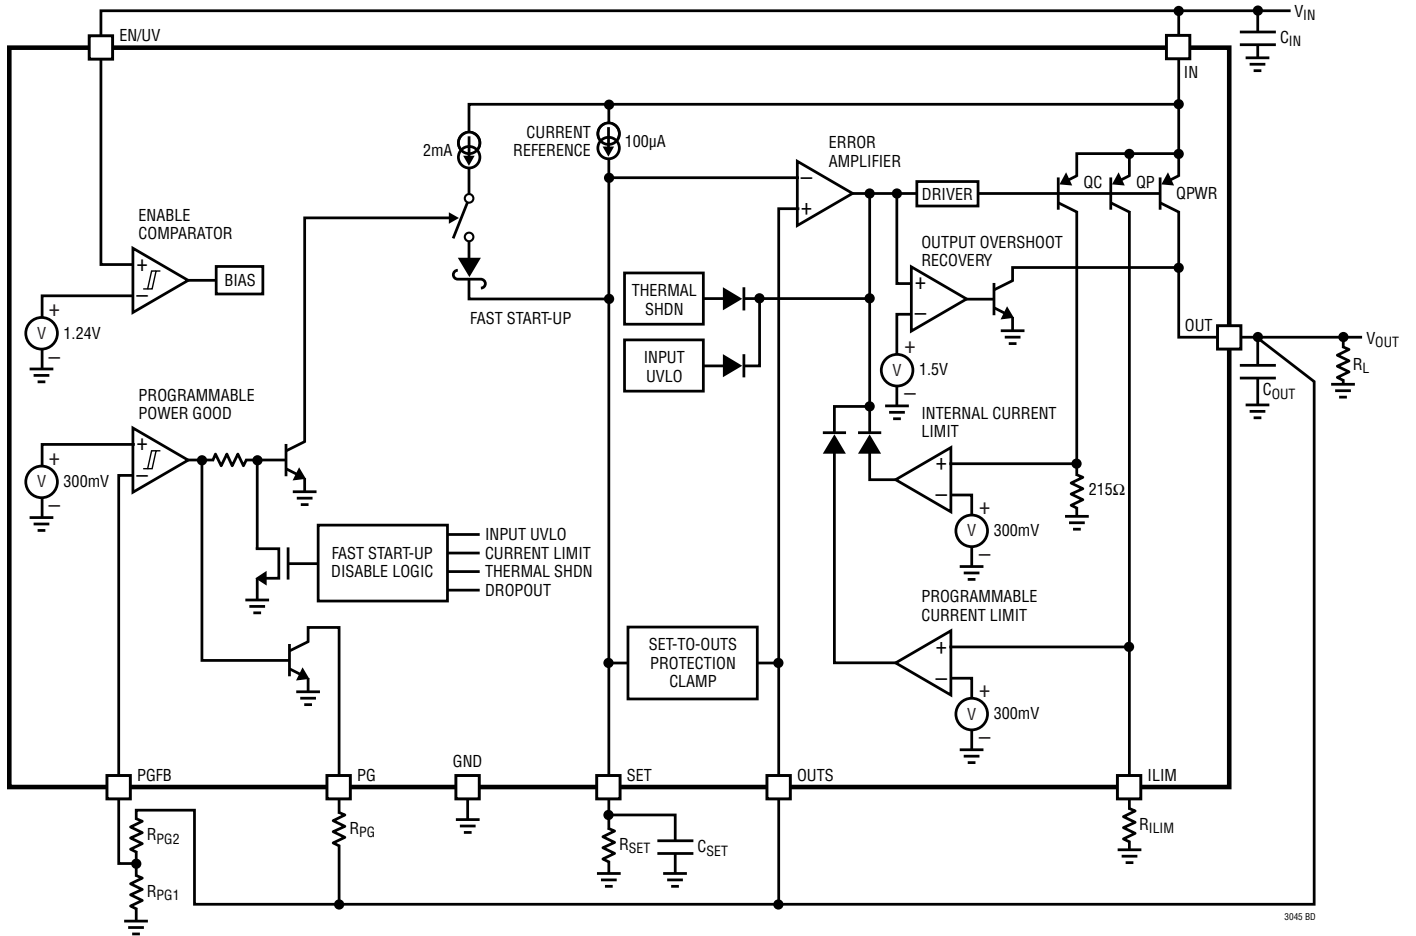 VIN
EN/UV
CIN
IN
2mA
CURRENT
REFERENCE
100µA
ERROR
AMPLIFIER
−
+
DRIVER
QC
QP
QPWR
ENABLE
COMPARATOR
+
−
BIAS
+
V
1.24V
−
FAST START-UP
THERMAL
SHDN
INPUT
UVLO
OUTPUT OVERSHOOT
RECOVERY
+
−
+
V
1.5V
−
OUT
VOUT
RL
COUT
PROGRAMMABLE
POWER GOOD
+
−
+
V
300mV
−
INTERNAL CURRENT
LIMIT
+
−
215Ω
+
V
300mV
−
FAST START-UP
DISABLE LOGIC
INPUT UVLO
CURRENT LIMIT
THERMAL SHDN
DROPOUT
PROGRAMMABLE
CURRENT LIMIT
+
−
+
V
300mV
−
SET-TO-OUTS
PROTECTION
CLAMP
PGFB
PG
GND
SET
OUTS
ILIM
RPG2
RPG1
RPG
RSET
CSET
RILIM
3045 BD